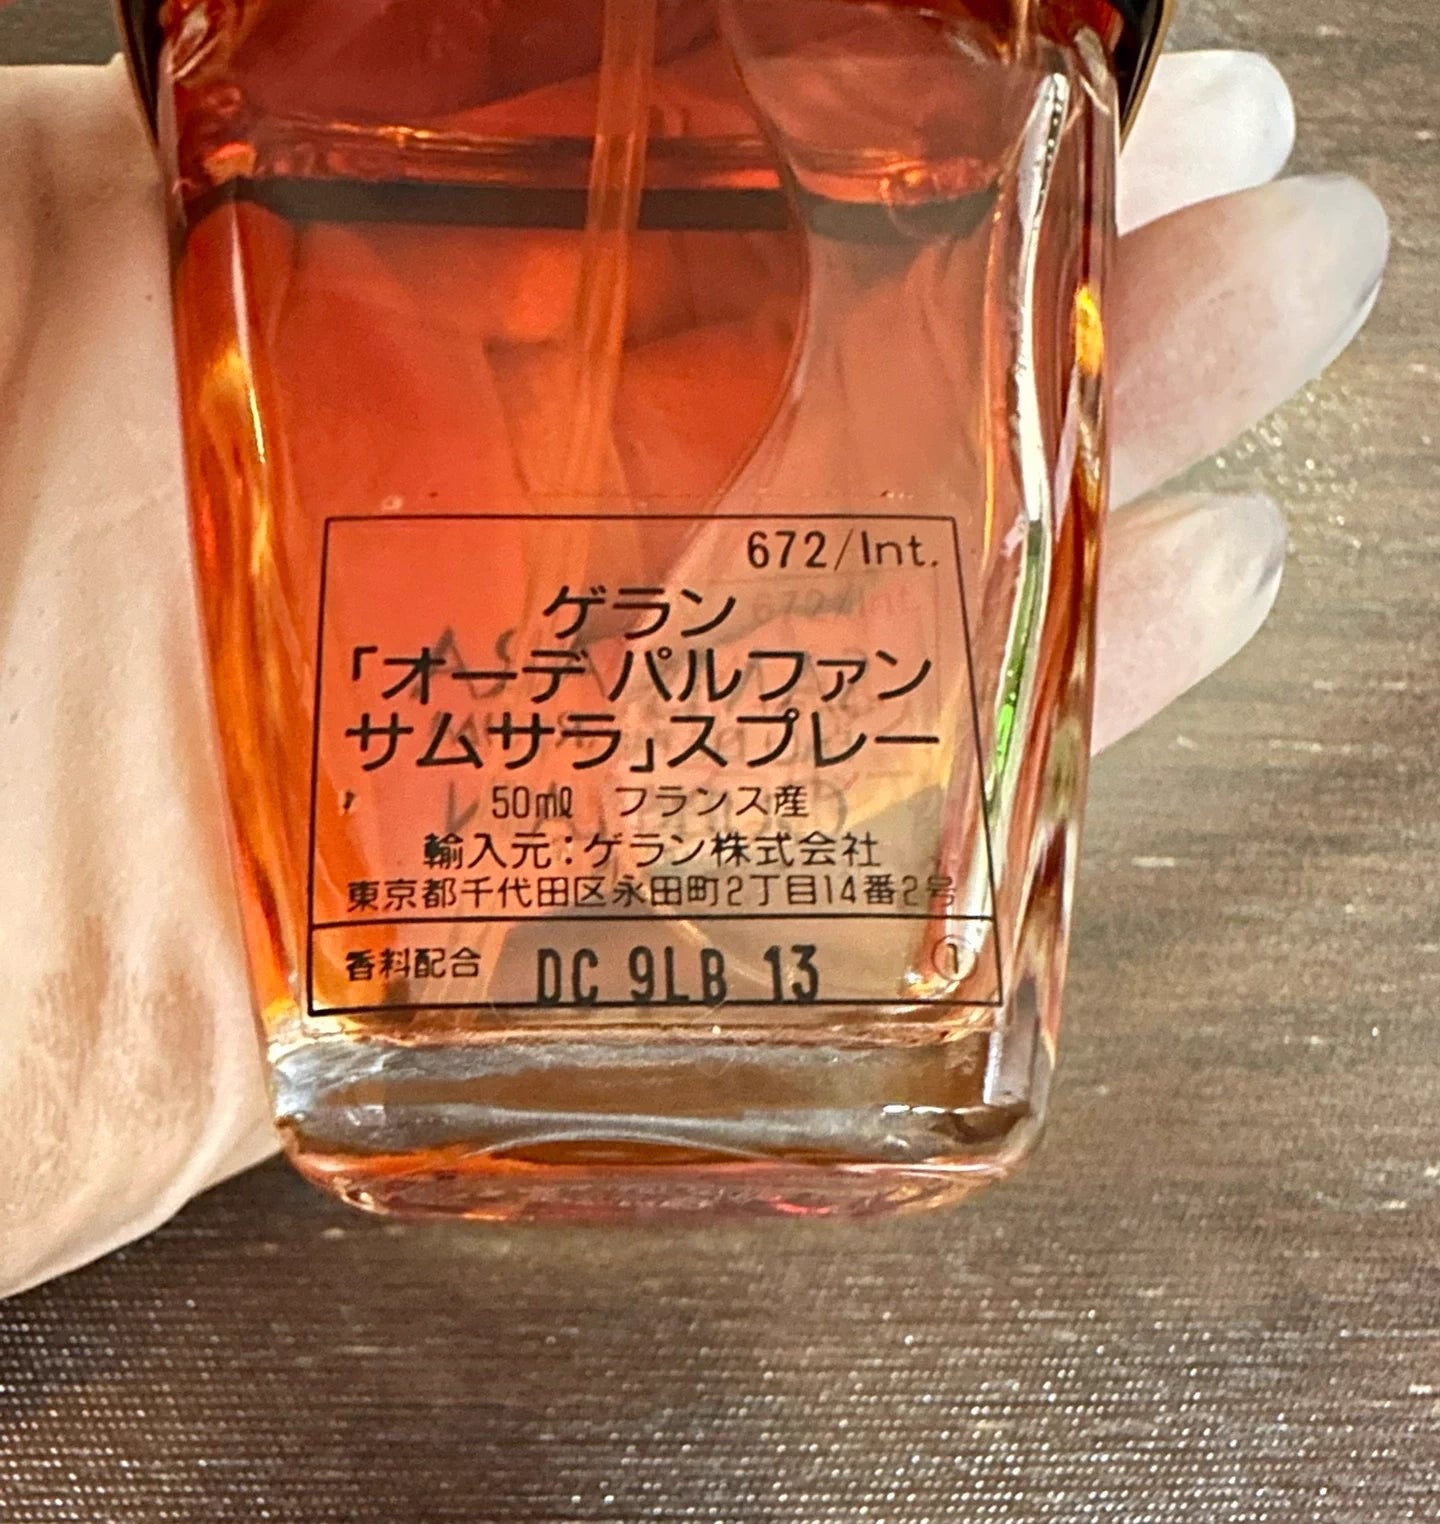 672/Int.
ゲラン
「オーデ パルファン
サムサラ」スプレー
50ml フランス産
輸入元:ゲラン株式会社
東京都千代田区永田町2丁目14番2号
香料配合 DC 9LB 13 ①